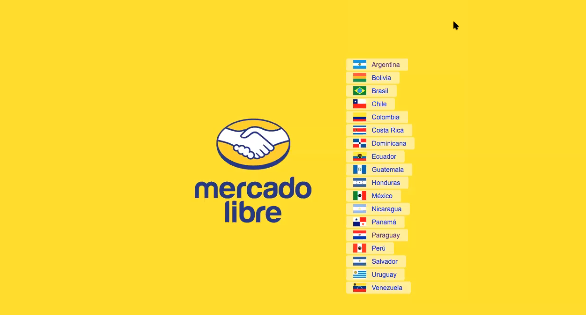 mercado
libre
Argentina
Bolivia
Brasil
Chile
Colombia
Costa Rica
Dominicana
Ecuador
Guatemala
Honduras
México
Nicaragua
Panamá
Paraguay
Perú
Salvador
Uruguay
Venezuela